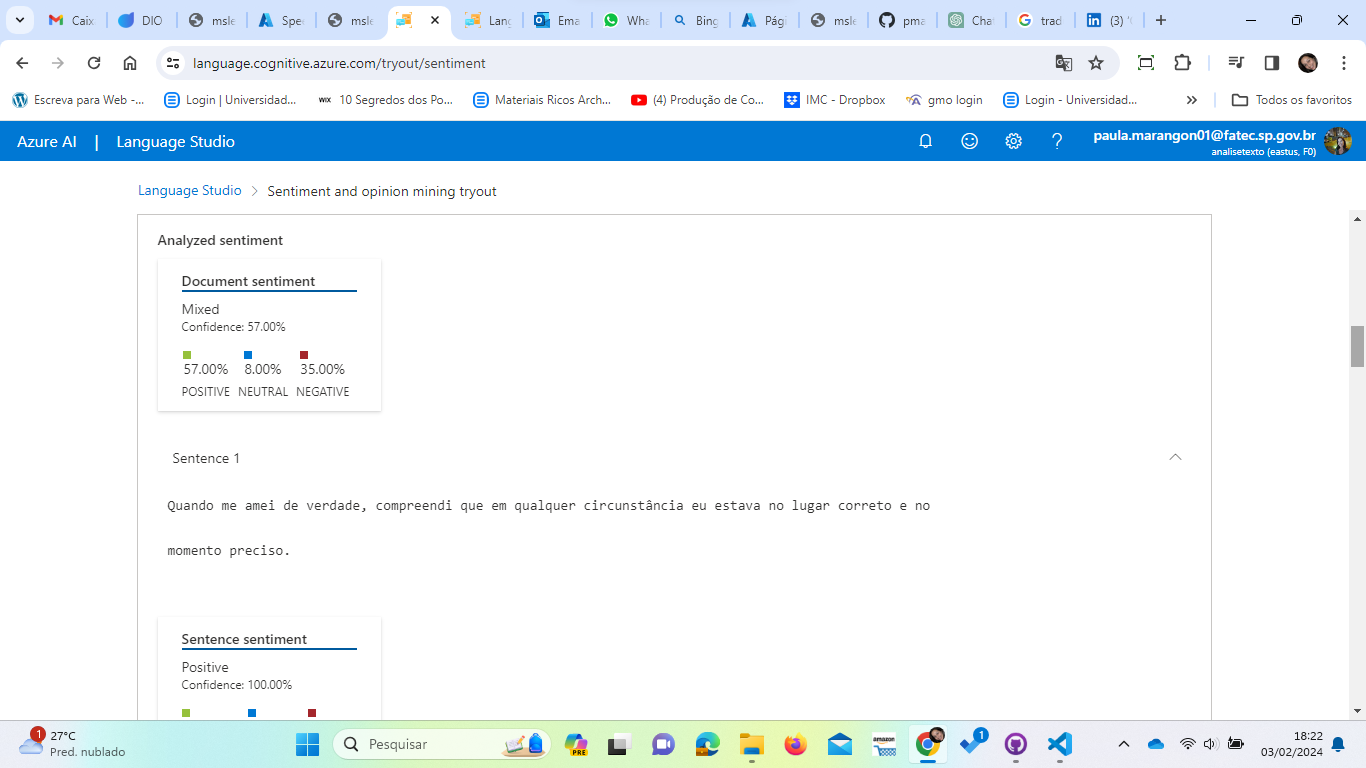 Caix
DIO
msle
Spee
msle
Lang
Ema
Wha
Bing
Pági
msle
pma
Cha
trad
(3) '
language.cognitive.azure.com/tryout/sentiment
Escreva para Web -...
Login | Universidad...
10 Segredos dos Po...
Materiais Ricos Arch...
(4) Produção de Co...
IMC - Dropbox
gmo login
Login - Universidad...
Todos os favoritos
Azure AI | Language Studio
paula.marangon01@fatec.sp.gov.br
analisetexto (eastus, F0)
Language Studio > Sentiment and opinion mining tryout
Analyzed sentiment
Document sentiment
Mixed
Confidence: 57.00%
57.00% 8.00% 35.00%
POSITIVE NEUTRAL NEGATIVE
Sentence 1
Quando me amei de verdade, compreendi que em qualquer circunstância eu estava no lugar correto e no
momento preciso.
Sentence sentiment
Positive
Confidence: 100.00%
1
27°C
Pred. nublado
Pesquisar
PRE
amazon
1
18:22
03/02/2024